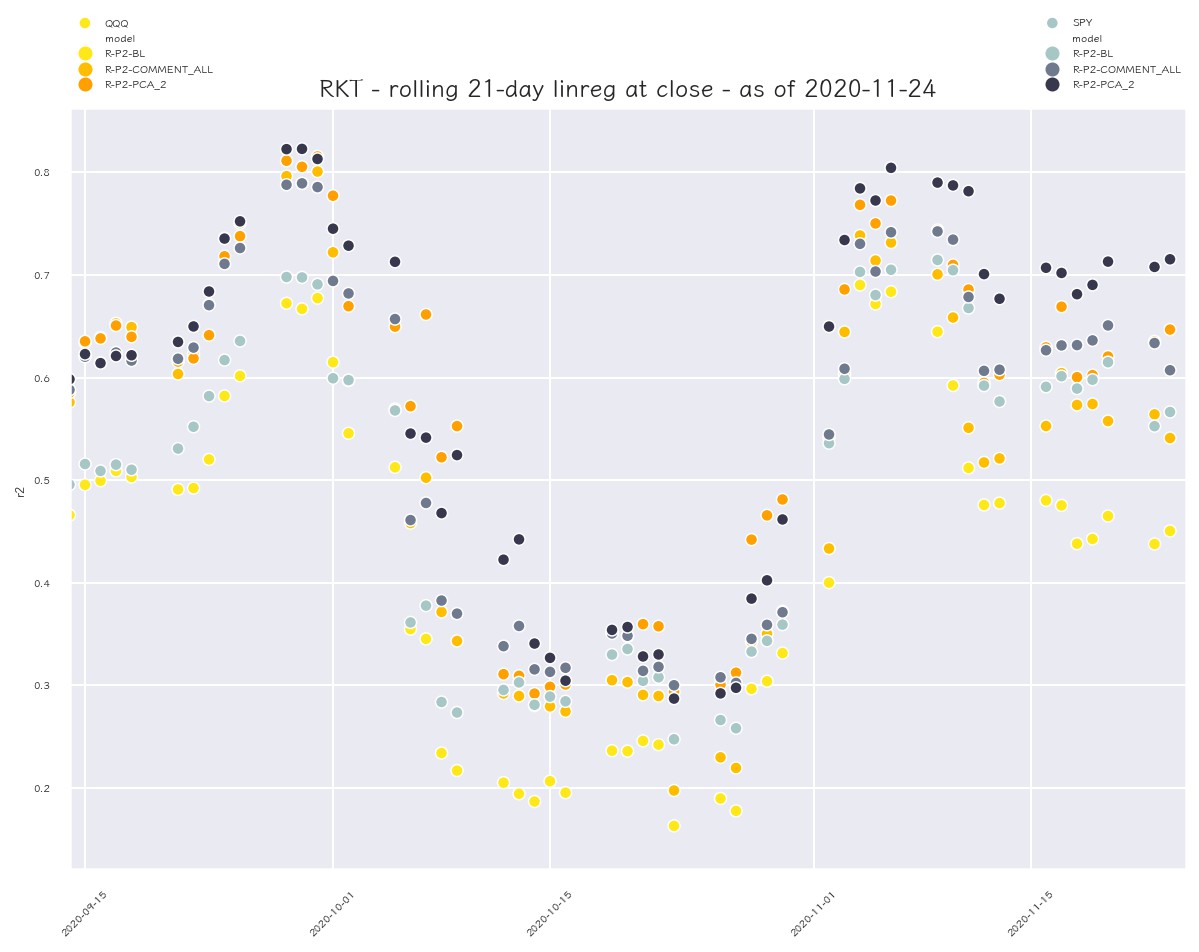 QQQ
model
R-P2-BL
R-P2-COMMENT_ALL
R-P2-PCA_2
SPY
model
R-P2-BL
R-P2-COMMENT_ALL
R-P2-PCA_2
RKT - rolling 21-day linreg at close - as of 2020-11-24
0.8
0.7
0.6
0.5
0.4
0.3
0.2
r2
2020-09-15
2020-10-01
2020-10-15
2020-11-01
2020-11-15